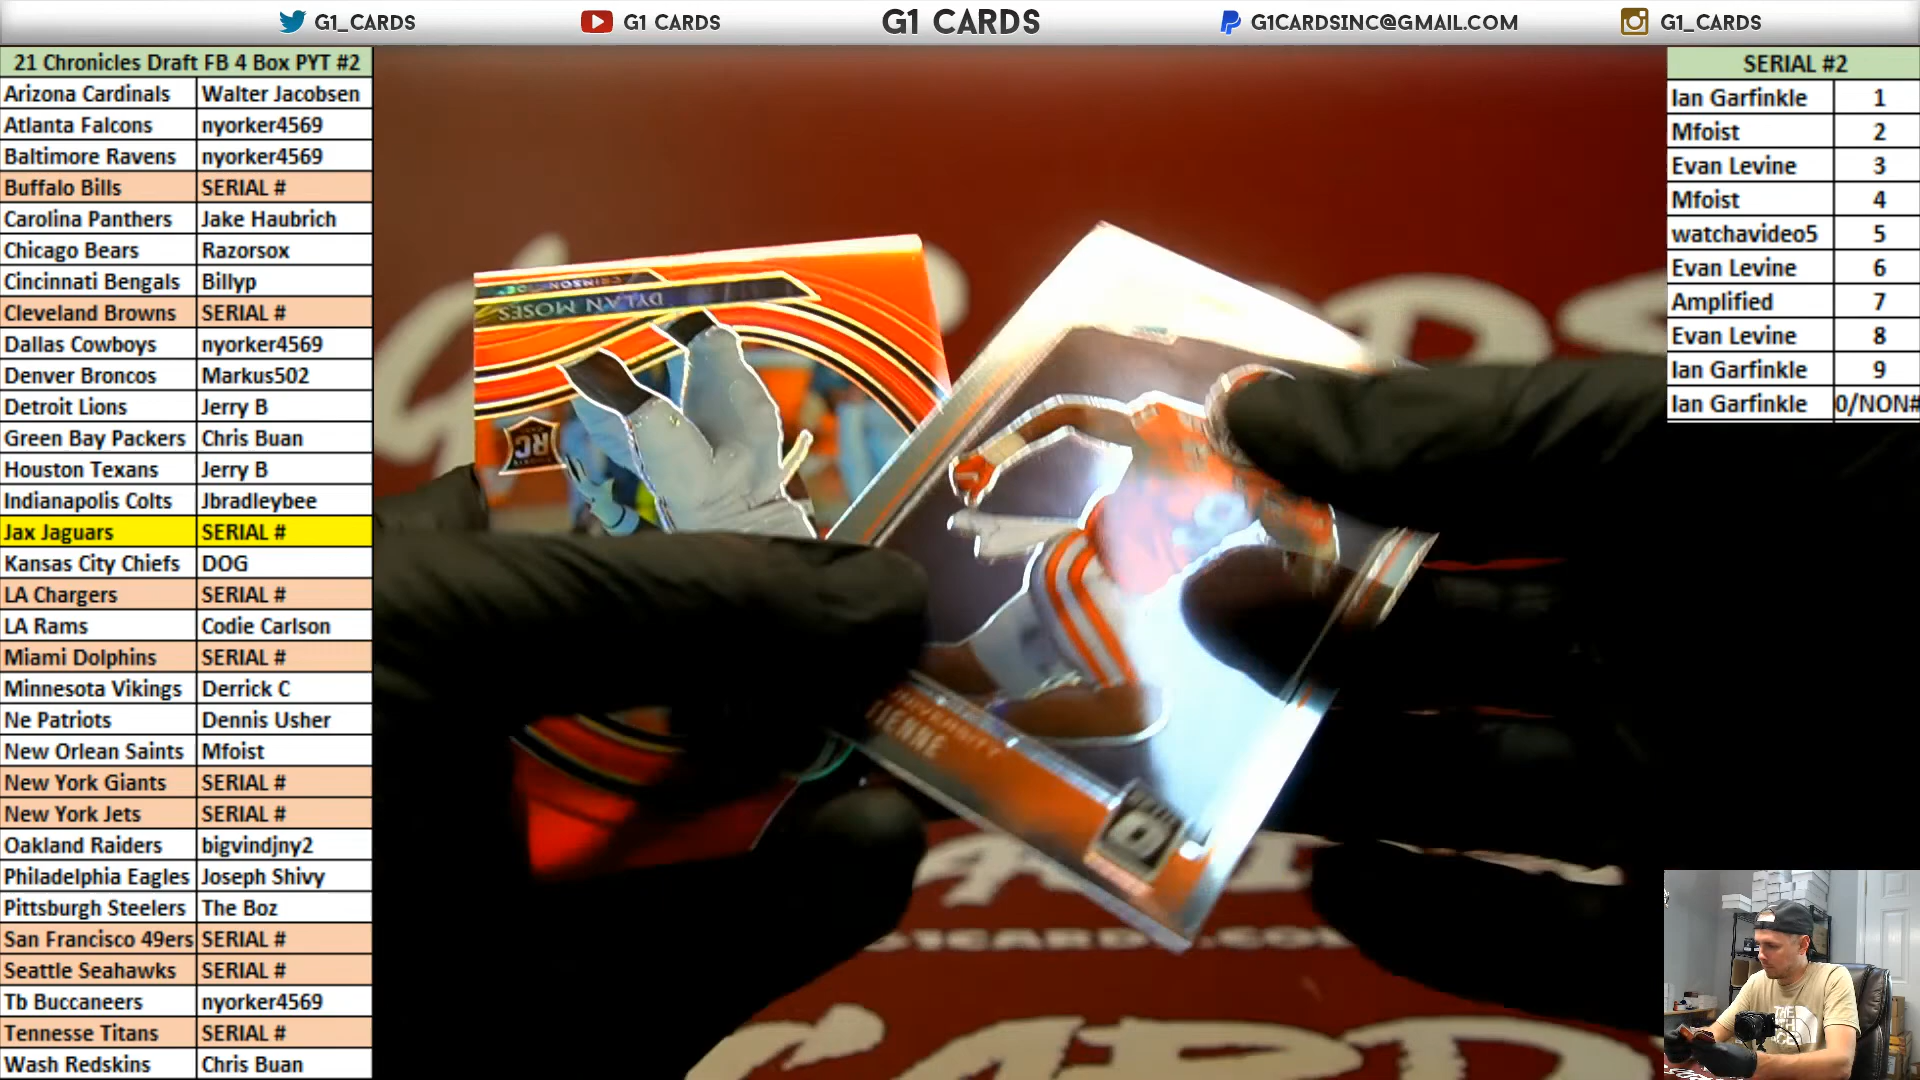 G1_CARDS
G1 CARDS
G1 CARDS
G1CARDSINC@GMAIL.COM
G1_CARDS
21 Chronicles Draft FB 4 Box PYT #2
Arizona Cardinals Walter Jacobsen
Atlanta Falcons nyorker4569
Baltimore Ravens nyorker4569
Buffalo Bills SERIAL #
Carolina Panthers Jake Haubrich
Chicago Bears Razorsox
Cincinnati Bengals Billyp
Cleveland Browns SERIAL #
Dallas Cowboys nyorker4569
Denver Broncos Markus502
Detroit Lions Jerry B
Green Bay Packers Chris Buan
Houston Texans Jerry B
Indianapolis Colts Jbradleybee
Jax Jaguars SERIAL #
Kansas City Chiefs DOG
LA Chargers SERIAL #
LA Rams Codie Carlson
Miami Dolphins SERIAL #
Minnesota Vikings Derrick C
Ne Patriots Dennis Usher
New Orlean Saints Mfoist
New York Giants SERIAL #
New York Jets SERIAL #
Oakland Raiders bigvindjny2
Philadelphia Eagles Joseph Shivy
Pittsburgh Steelers The Boz
San Francisco 49ers SERIAL #
Seattle Seahawks SERIAL #
Tb Buccaneers nyorker4569
Tennesse Titans SERIAL #
Wash Redskins Chris Buan
SERIAL #2
Ian Garfinkle 1
Mfoist 2
Evan Levine 3
Mfoist 4
watchavideo5 5
Evan Levine 6
Amplified 7
Evan Levine 8
Ian Garfinkle 9
Ian Garfinkle 0/NON#
CRIMSON
DYLAN MOSES
RC
IENNE
G1CARDS.CO
THE